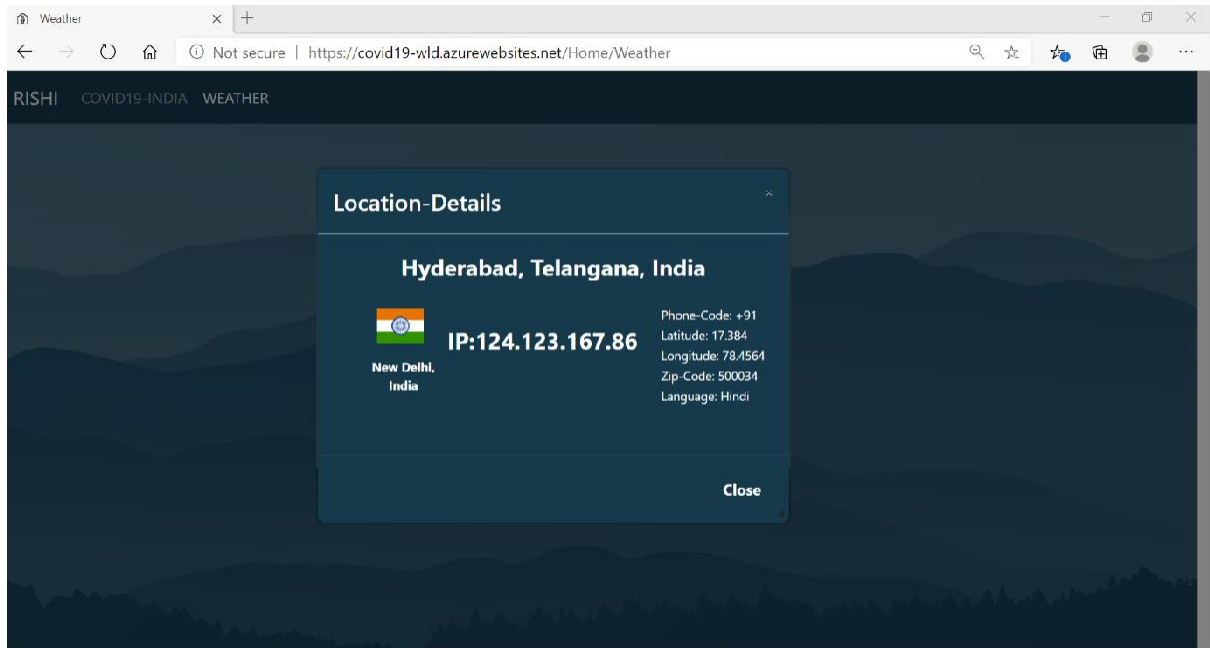 Weather
Not secure | https://covid19-wld.azurewebsites.net/Home/Weather
RISHI COVID19-INDIA WEATHER
Location-Details
Hyderabad, Telangana, India
Phone-Code: +91
Latitude: 17.384
IP:124.123.167.86
Longitude: 78.4564
New Delhi,
India
Zip-Code: 500034
Language: Hindi
Close